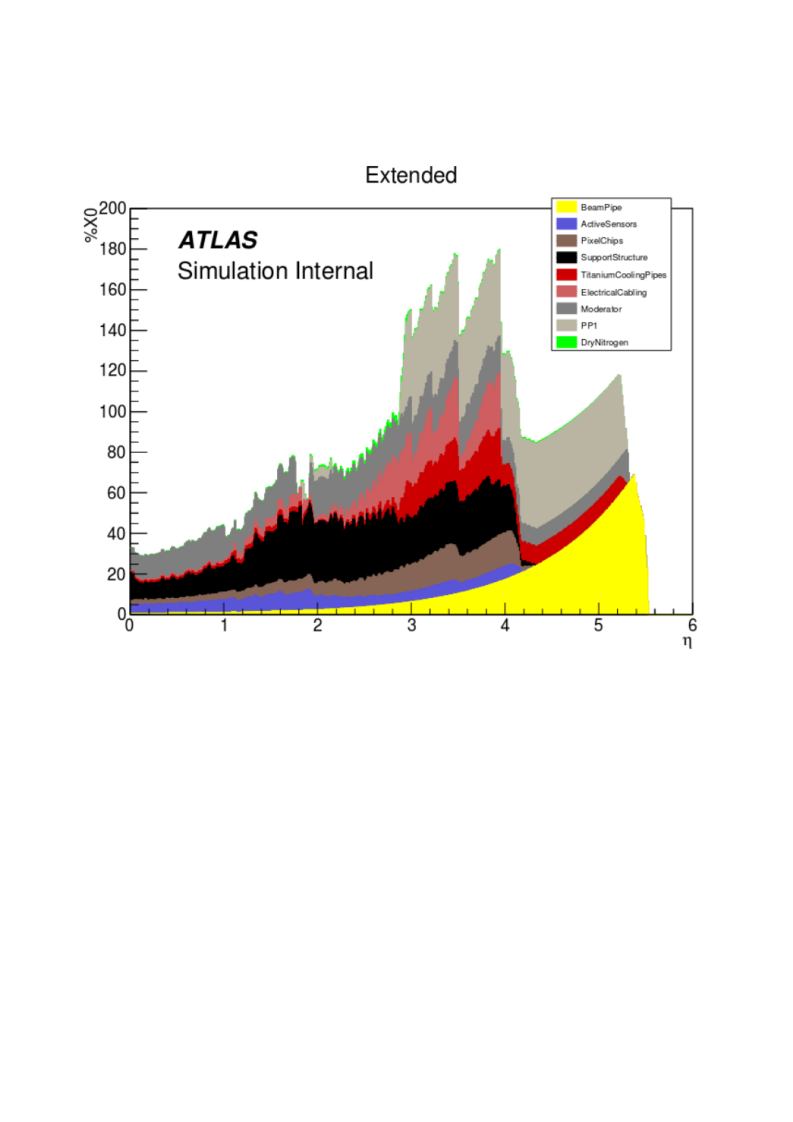 Extended
%X0
200
180
160
140
120
100
80
60
40
20
0
ATLAS
Simulation Internal
BeamPipe
ActiveSensors
PixelChips
SupportStructure
TitaniumCoolingPipes
ElectricalCabling
Moderator
PP1
DryNitrogen
0 1 2 3 4 5 6
η